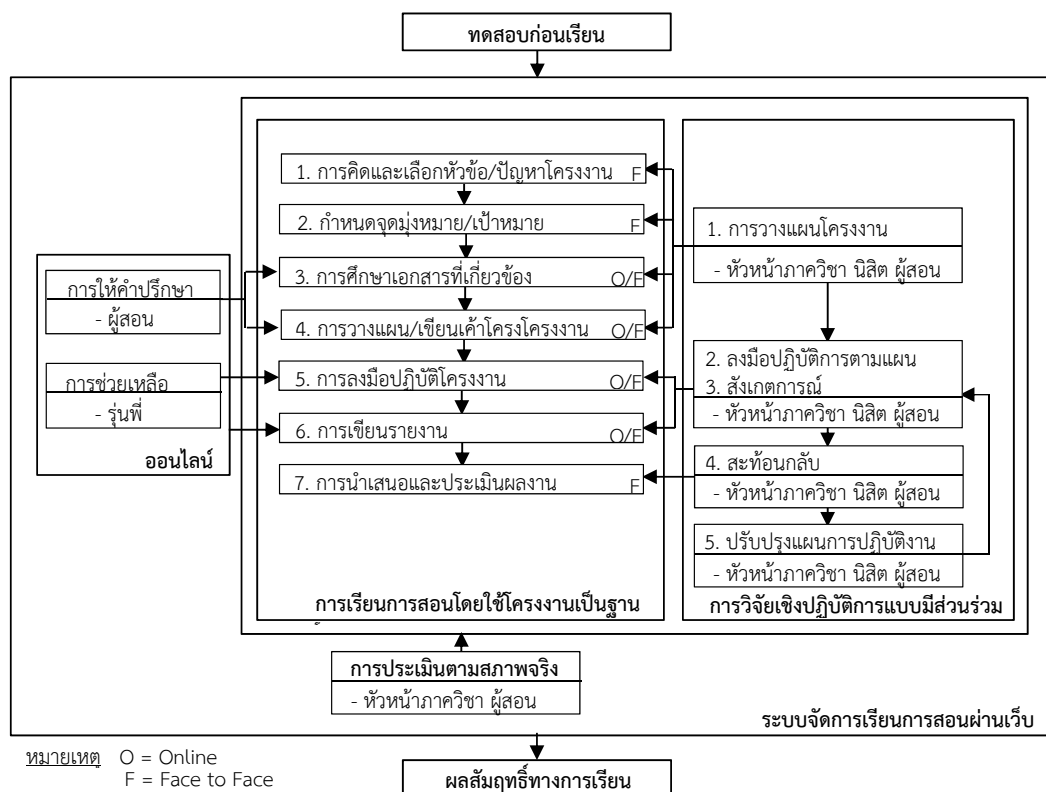 ทดสอบก่อนเรียน
1. การคิดและเลือกหัวข้อ/ปัญหาโครงงาน F
2. กำหนดจุดมุ่งหมาย/เป้าหมาย F
3. การศึกษาเอกสารที่เกี่ยวข้อง O/F
4. การวางแผน/เขียนเค้าโครงโครงงาน O/F
5. การลงมือปฏิบัติโครงงาน O/F
6. การเขียนรายงาน O/F
7. การนำเสนอและประเมินผลงาน F
การเรียนการสอนโดยใช้โครงงานเป็นฐาน
การให้คำปรึกษา
- ผู้สอน
การช่วยเหลือ
- รุ่นพี่
ออนไลน์
1. การวางแผนโครงงาน
- หัวหน้าภาควิชา นิสิต ผู้สอน
2. ลงมือปฏิบัติการตามแผน
3. สังเกตการณ์
- หัวหน้าภาควิชา นิสิต ผู้สอน
4. สะท้อนกลับ
- หัวหน้าภาควิชา นิสิต ผู้สอน
5. ปรับปรุงแผนการปฏิบัติงาน
- หัวหน้าภาควิชา นิสิต ผู้สอน
การวิจัยเชิงปฏิบัติการแบบมีส่วนร่วม
การประเมินตามสภาพจริง
- หัวหน้าภาควิชา ผู้สอน
ระบบจัดการเรียนการสอนผ่านเว็บ
หมายเหตุ O = Online
F = Face to Face
ผลสัมฤทธิ์ทางการเรียน